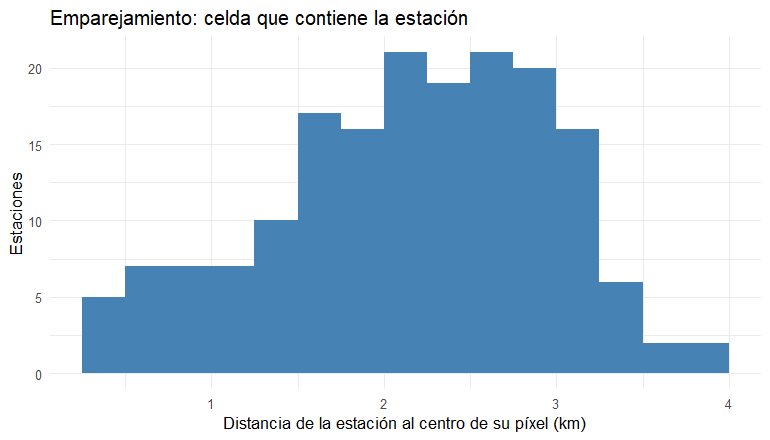 Emparejamiento: celda que contiene la estación
Estaciones
20
15
10
5
0
1 2 3 4
Distancia de la estación al centro de su píxel (km)